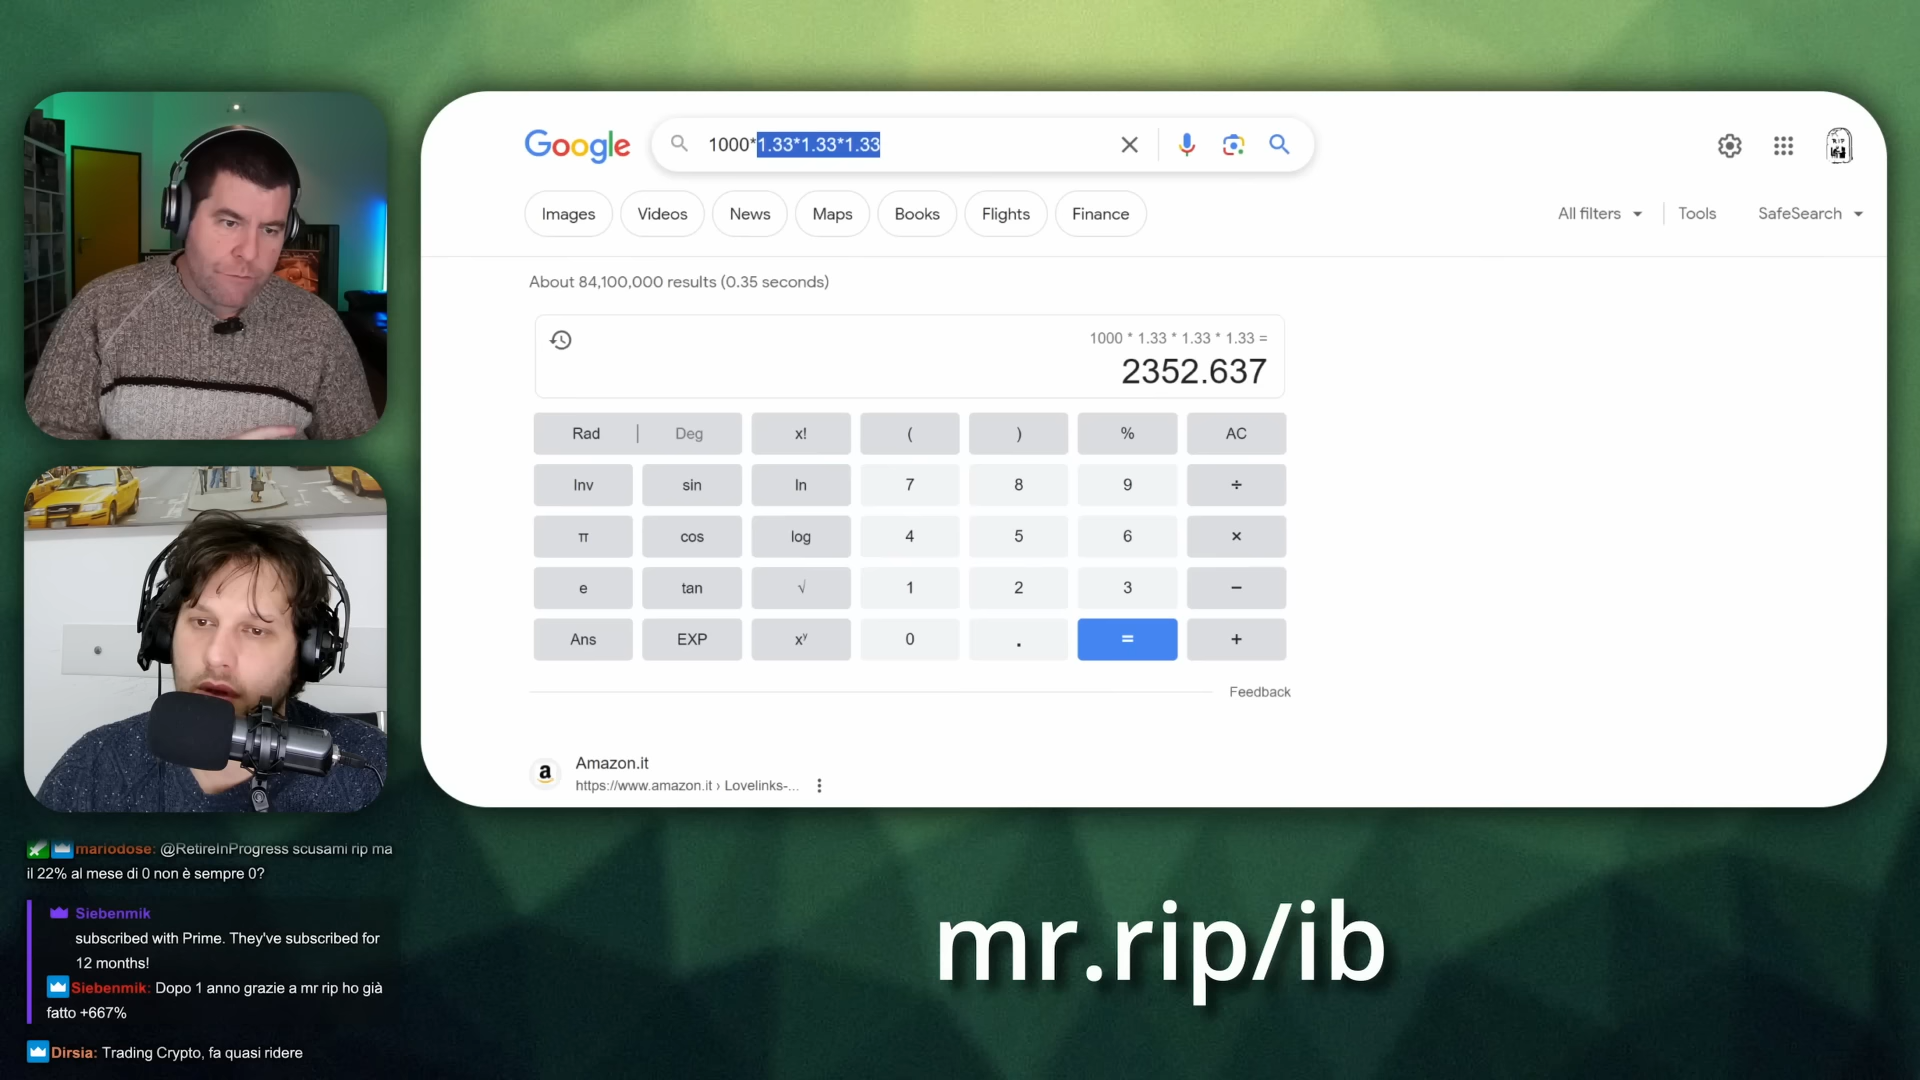 Google
1000*1.33*1.33*1.33
Images
Videos
News
Maps
Books
Flights
Finance
All filters
Tools
SafeSearch
About 84,100,000 results (0.35 seconds)
1000 * 1.33 * 1.33 * 1.33 =
2352.637
Rad | Deg
x!
(
)
%
AC
Inv
sin
ln
7
8
9
÷
π
cos
log
4
5
6
×
e
tan
√
1
2
3
−
Ans
EXP
xʸ
0
.
=
+
Feedback
a
Amazon.it
https://www.amazon.it › Lovelinks-...
mariodose: @RetireInProgress scusami rip ma
il 22% al mese di 0 non è sempre 0?
Siebenmik
subscribed with Prime. They've subscribed for
12 months!
Siebenmik: Dopo 1 anno grazie a mr rip ho già
fatto +667%
Dirsia: Trading Crypto, fa quasi ridere
mr.rip/ib